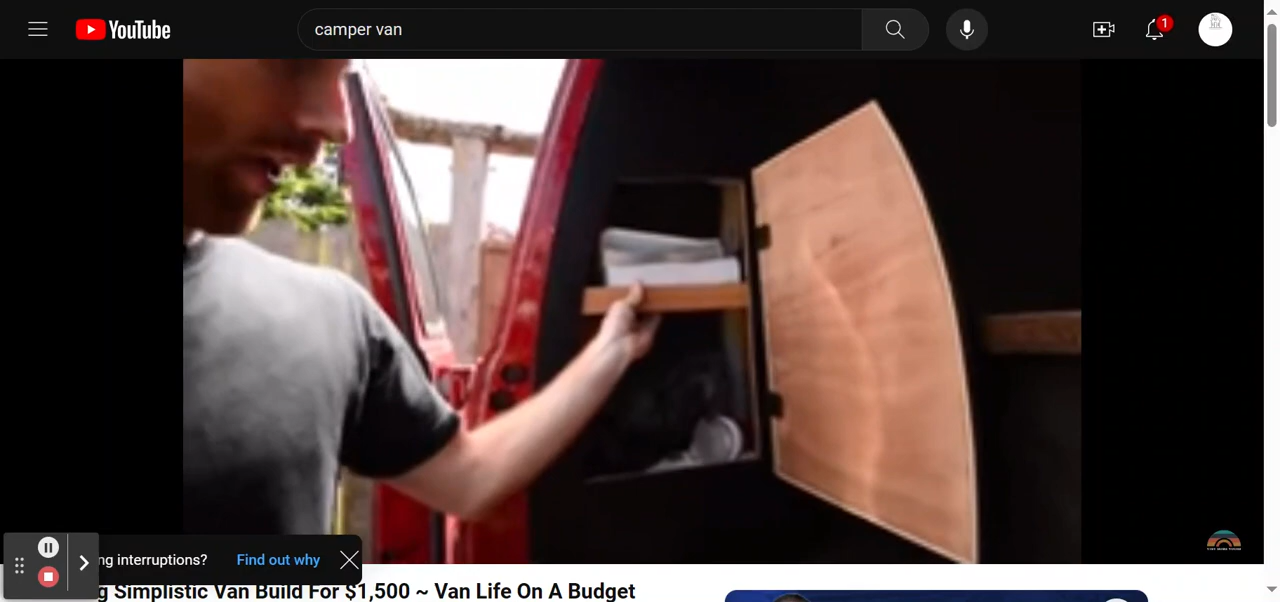 YouTube
camper van
1
ng interruptions? Find out why
g Simplistic Van Build For $1,500 ~ Van Life On A Budget